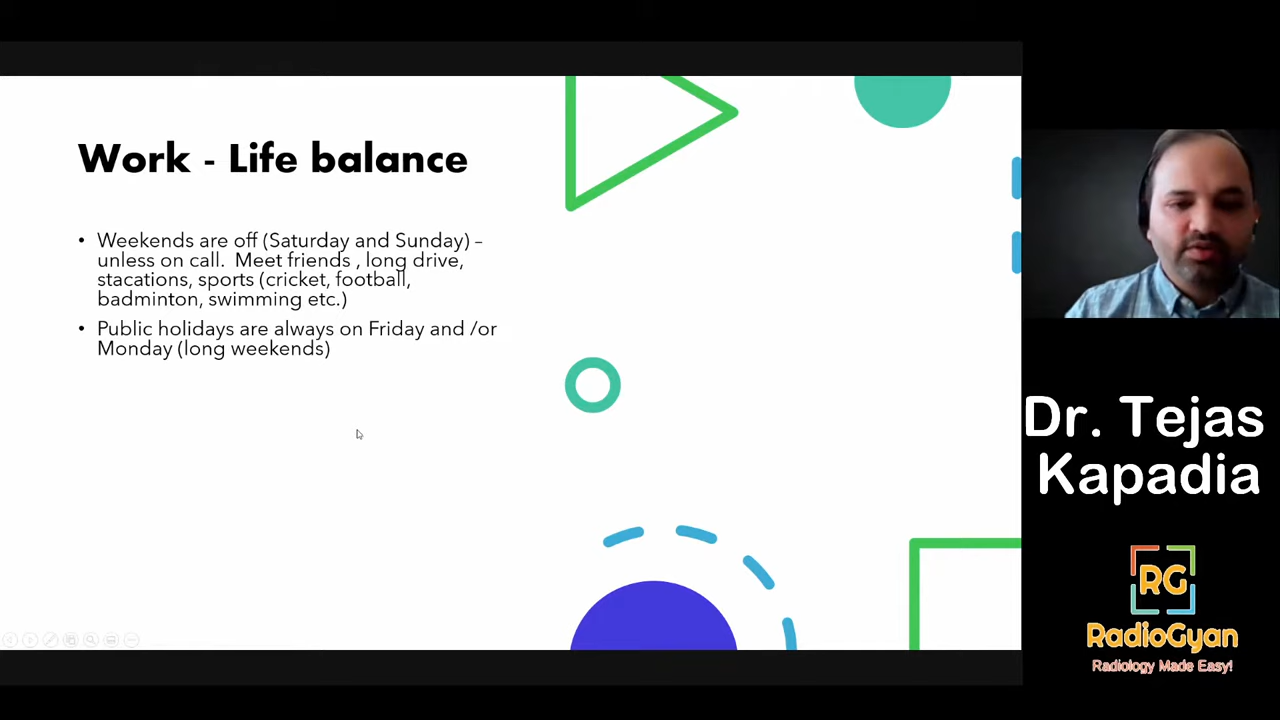 Work - Life balance
• Weekends are off (Saturday and Sunday) –
unless on call.  Meet friends , long drive,
stacations, sports (cricket, football,
badminton, swimming etc.)
• Public holidays are always on Friday and /or
Monday (long weekends)
Dr. Tejas
Kapadia
RG
RadioGyan
Radiology Made Easy!